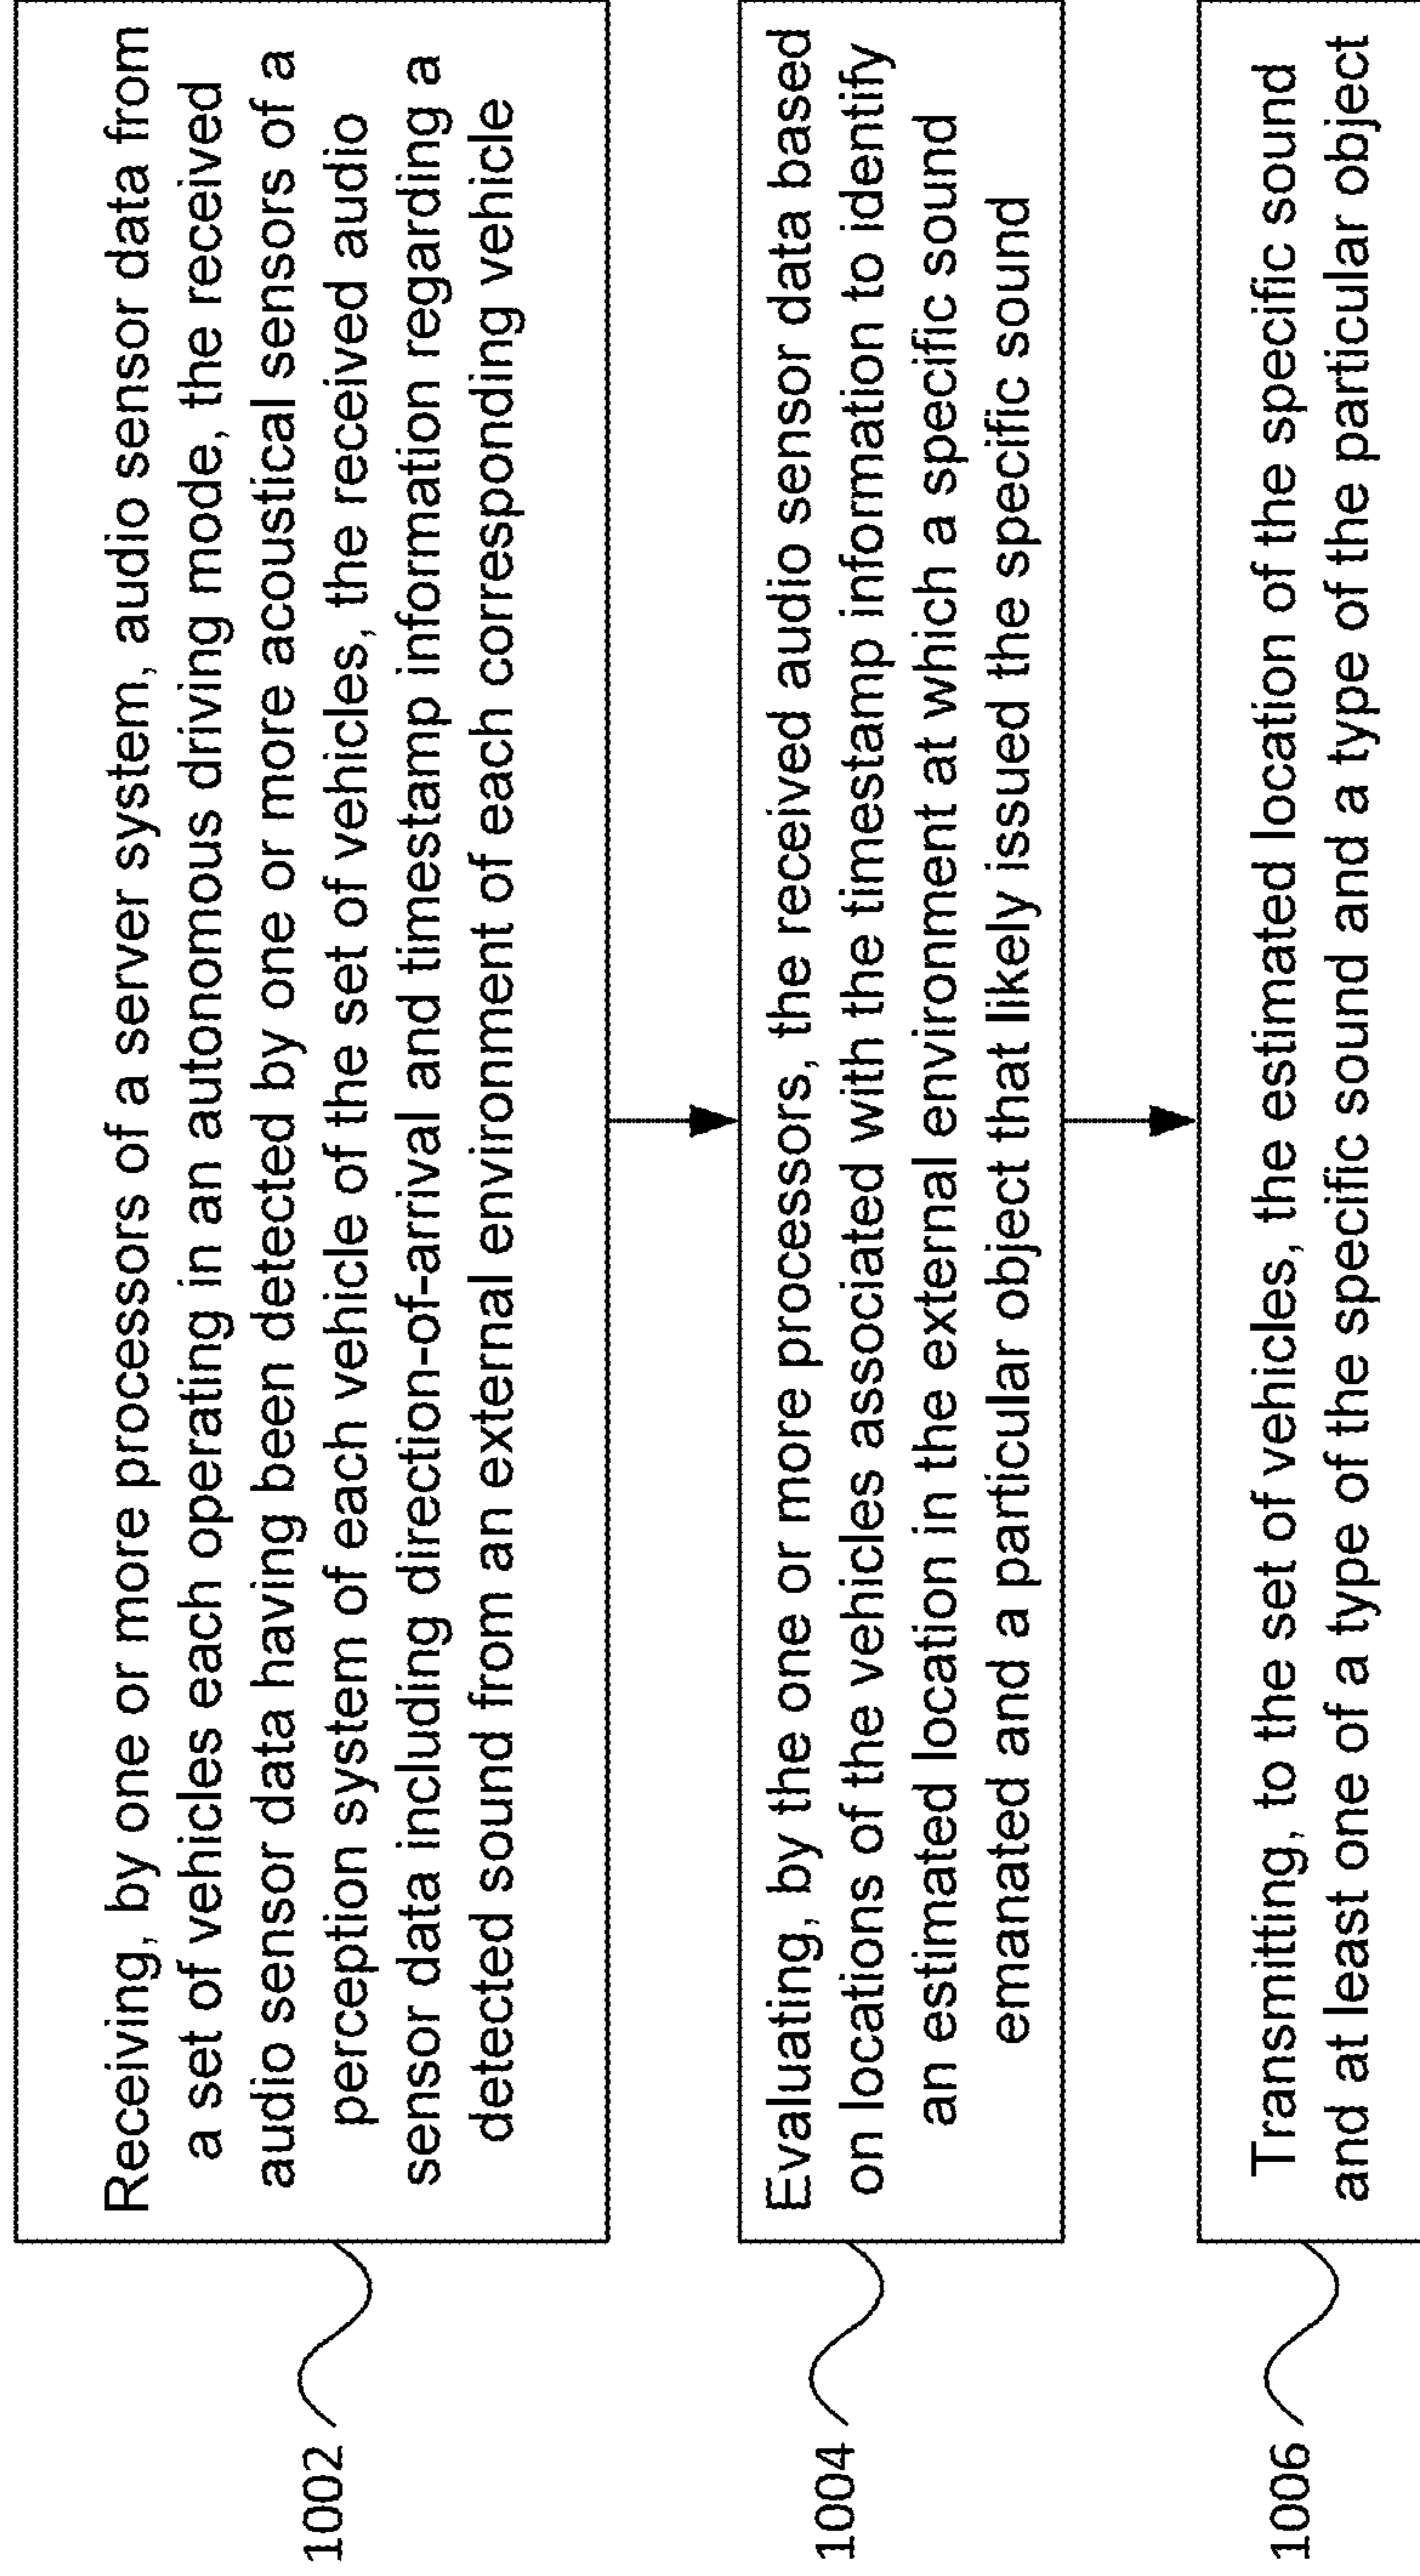 Receiving, by one or more processors of a server system, audio sensor data from
a set of vehicles each operating in an autonomous driving mode, the received
audio sensor data having been detected by one or more acoustical sensors of a
perception system of each vehicle of the set of vehicles, the received audio
sensor data including direction-of-arrival and timestamp information regarding a
detected sound from an external environment of each corresponding vehicle
1002
Evaluating, by the one or more processors, the received audio sensor data based
on locations of the vehicles associated with the timestamp information to identify
an estimated location in the external environment at which a specific sound
emanated and a particular object that likely issued the specific sound
1004
Transmitting, to the set of vehicles, the estimated location of the specific sound
and at least one of a type of the specific sound and a type of the particular object
1006